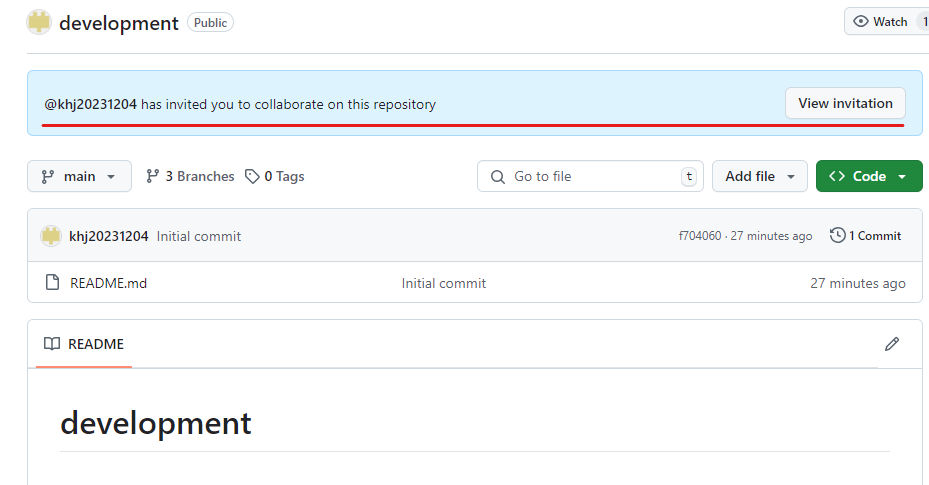 development Public Watch 1
@khj20231204 has invited you to collaborate on this repository View invitation
main 3 Branches 0 Tags Go to file t Add file Code
khj20231204 Initial commit f704060 · 27 minutes ago 1 Commit
README.md Initial commit 27 minutes ago
README
development